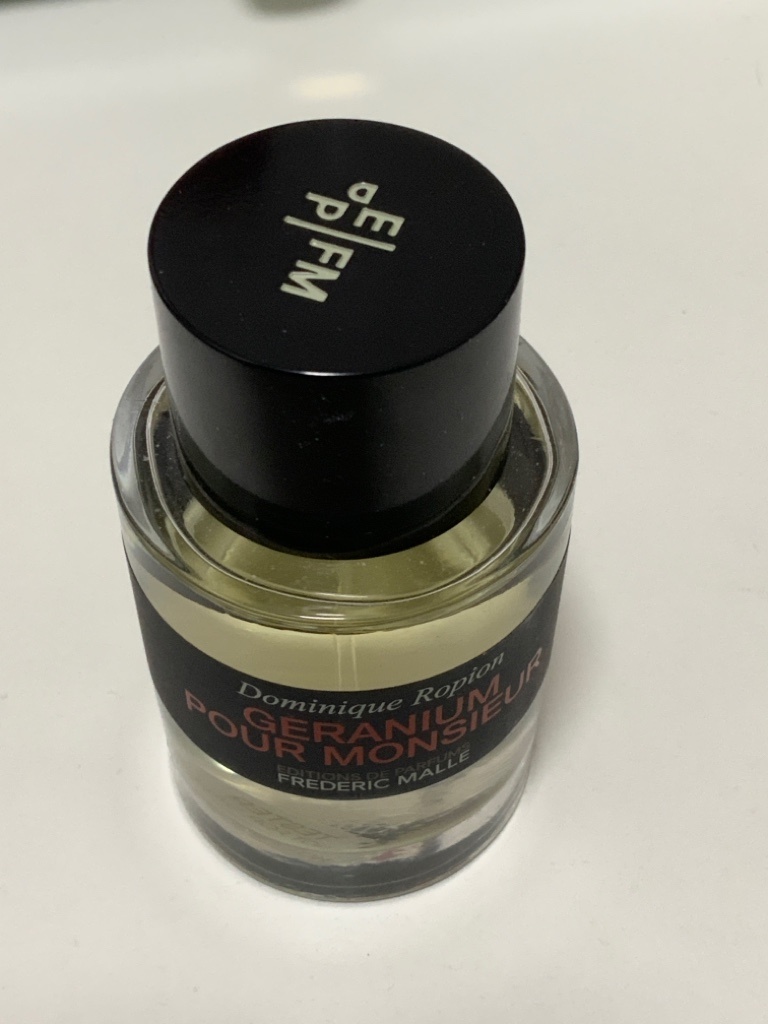 E D
P
FM
Dominique Ropion
GERANIUM
POUR MONSIEUR
EDITIONS DE PARFUMS
FREDERIC MALLE